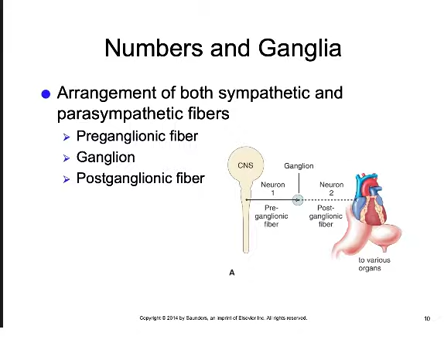 Numbers and Ganglia
Arrangement of both sympathetic and
parasympathetic fibers
Preganglionic fiber
Ganglion
Postganglionic fiber
CNS
Ganglion
Neuron
1
Neuron
2
Pre-
ganglionic
fiber
Post-
ganglionic
fiber
to various
organs
A
Copyright © 2014 by Saunders, an imprint of Elsevier Inc. All rights reserved.
10